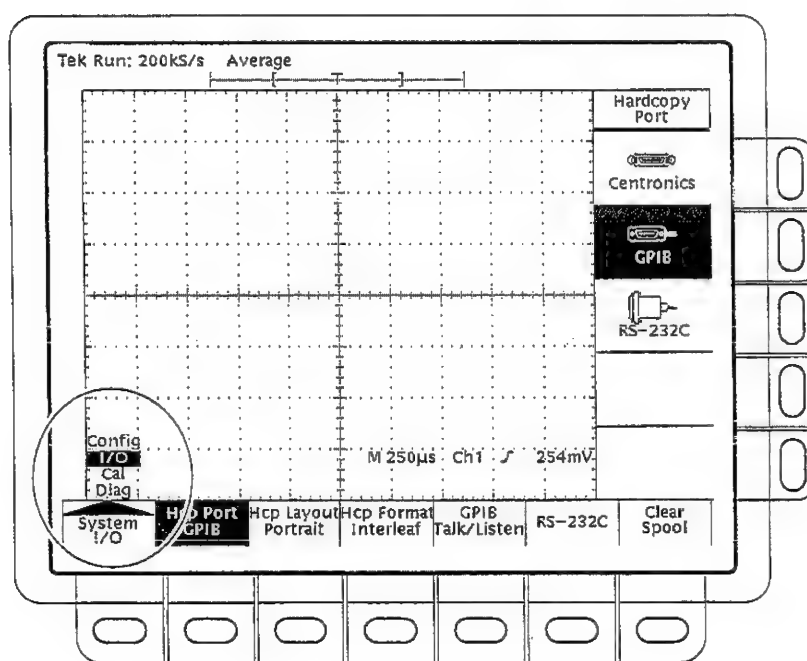 Tek Run: 200kS/s Average
Hardcopy
Port
Centronics
GPIB
RS-232C
Config
I/O
Cal
Diag
M 250µs Ch1 254mV
System
I/O
Hcp Port
GPIB
Hcp Layout
Portrait
Hcp Format
Interleaf
GPIB
Talk/Listen
RS-232C
Clear
Spool